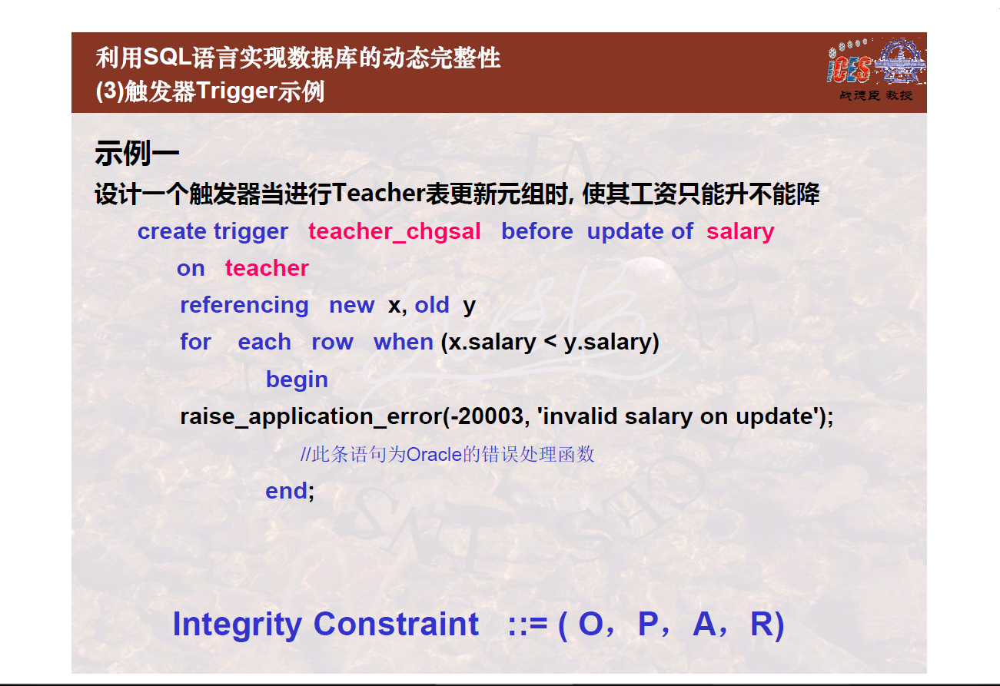 利用SQL语言实现数据库的动态完整性
(3)触发器Trigger示例
iCES
战德臣 教授
示例一
设计一个触发器当进行Teacher表更新元组时, 使其工资只能升不能降
create trigger teacher_chgsal before update of salary
on teacher
referencing new x, old y
for each row when (x.salary < y.salary)
begin
raise_application_error(-20003, 'invalid salary on update');
//此条语句为Oracle的错误处理函数
end;
Integrity Constraint ::= ( O，P，A，R)